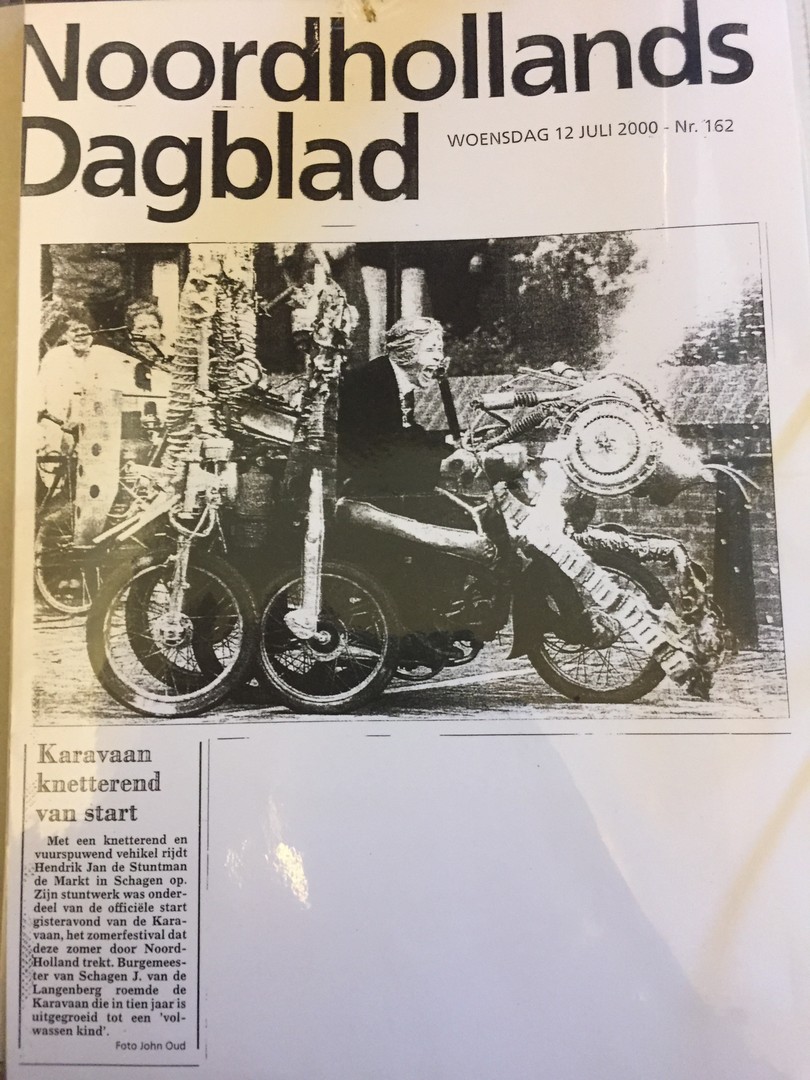 Noordhollands
Dagblad
WOENSDAG 12 JULI 2000 - Nr. 162
Karavaan
knetterend
van start
Met een knetterend en
vuurspuwend vehikel rijdt
Hendrik Jan de Stuntman
de Markt in Schagen op.
Zijn stuntwerk was onder-
deel van de officiële start
gisteravond van de Kara-
vaan, het zomerfestival dat
deze zomer door Noord-
Holland trekt. Burgemees-
ter van Schagen J. van de
Langenberg roemde de
Karavaan die in tien jaar is
uitgegroeid tot een 'vol-
wassen kind'.
Foto John Oud